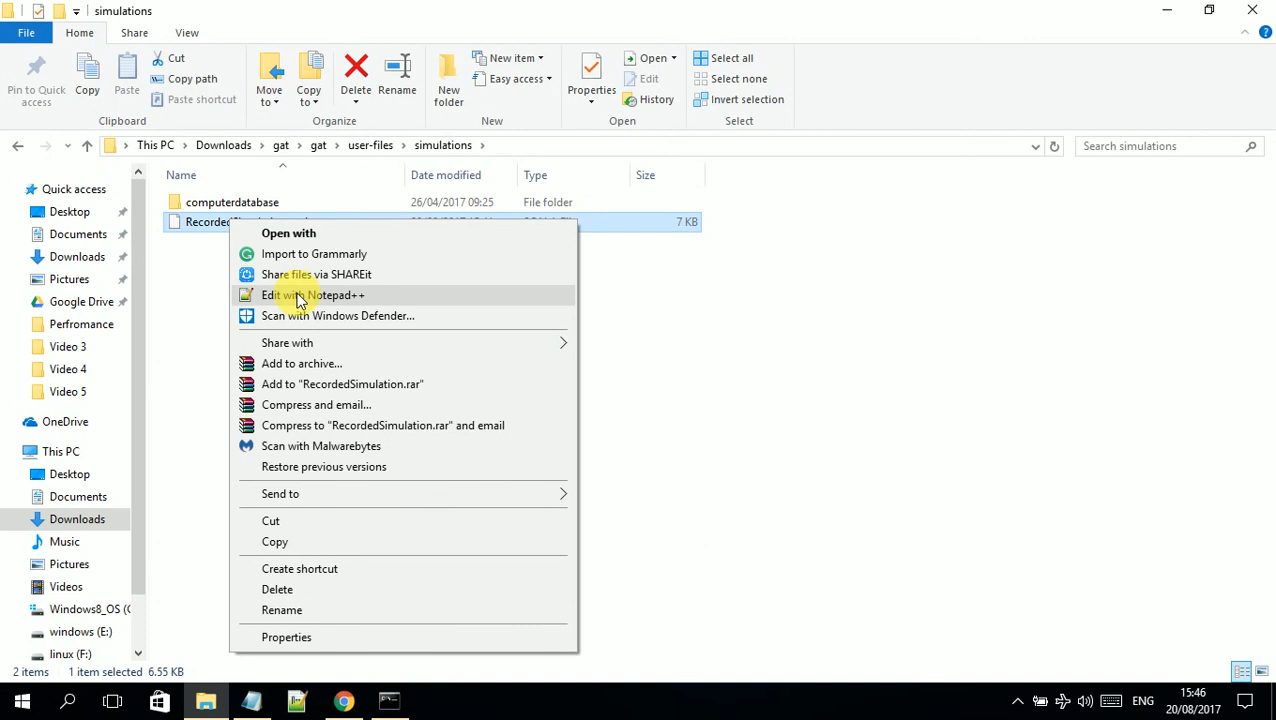 simulations
File
Home
Share
View
Pin to Quick access
Copy
Paste
Cut
Copy path
Paste shortcut
Clipboard
Move to
Copy to
Delete
Rename
Organize
New folder
New item
Easy access
New
Properties
Open
Edit
History
Open
Select all
Select none
Invert selection
Select
This PC > Downloads > gat > gat > user-files > simulations >
Search simulations
Name
Date modified
Type
Size
computerdatabase
26/04/2017 09:25
File folder
7 KB
Quick access
Desktop
Documents
Downloads
Pictures
Google Drive
Perfromance
Video 3
Video 4
Video 5
OneDrive
This PC
Desktop
Documents
Downloads
Music
Pictures
Videos
Windows8_OS (C
windows (E:)
linux (F:)
Open with
Import to Grammarly
Share files via SHAREit
Edit with Notepad++
Scan with Windows Defender...
Share with
Add to archive...
Add to "RecordedSimulation.rar"
Compress and email...
Compress to "RecordedSimulation.rar" and email
Scan with Malwarebytes
Restore previous versions
Send to
Cut
Copy
Create shortcut
Delete
Rename
Properties
2 items
1 item selected 6.55 KB
ENG
15:46
20/08/2017